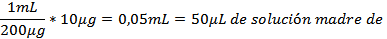 1mL/200µg * 10µg = 0,05mL = 50µL de solución madre de